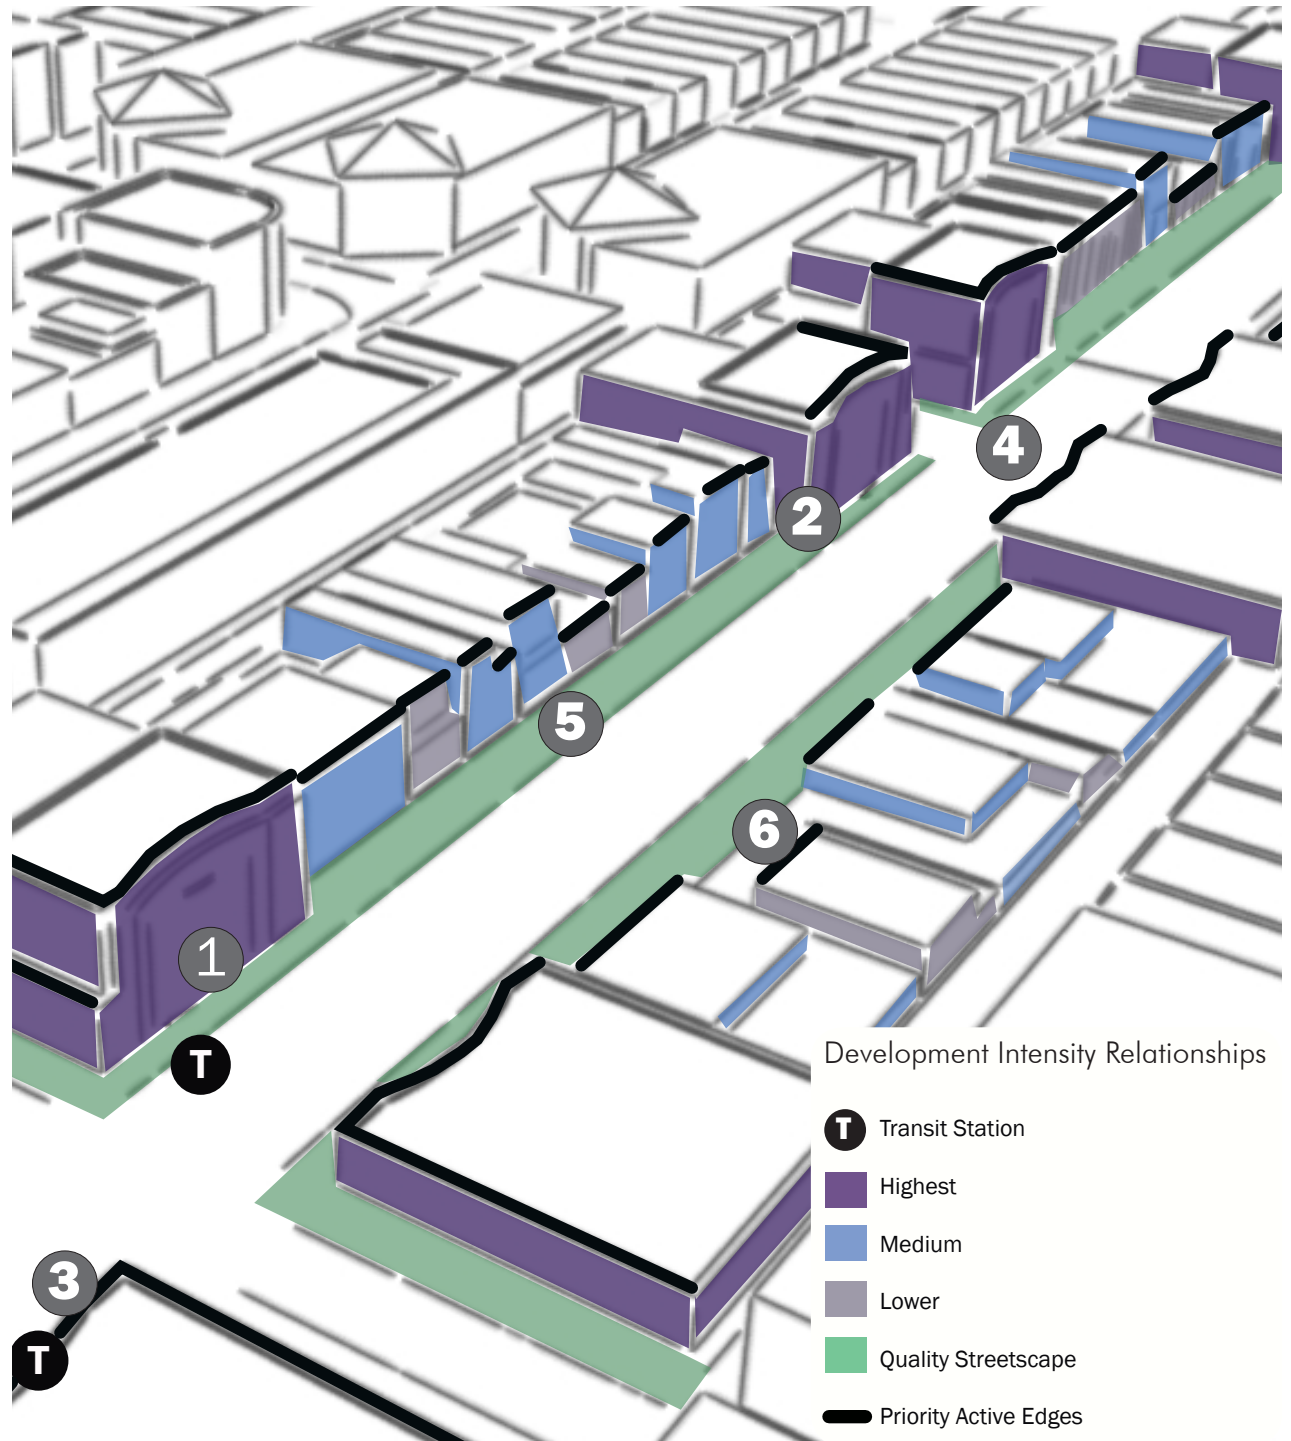 4
2
5
6
1
T
3
T
Development Intensity Relationships
T Transit Station
Highest
Medium
Lower
Quality Streetscape
Priority Active Edges